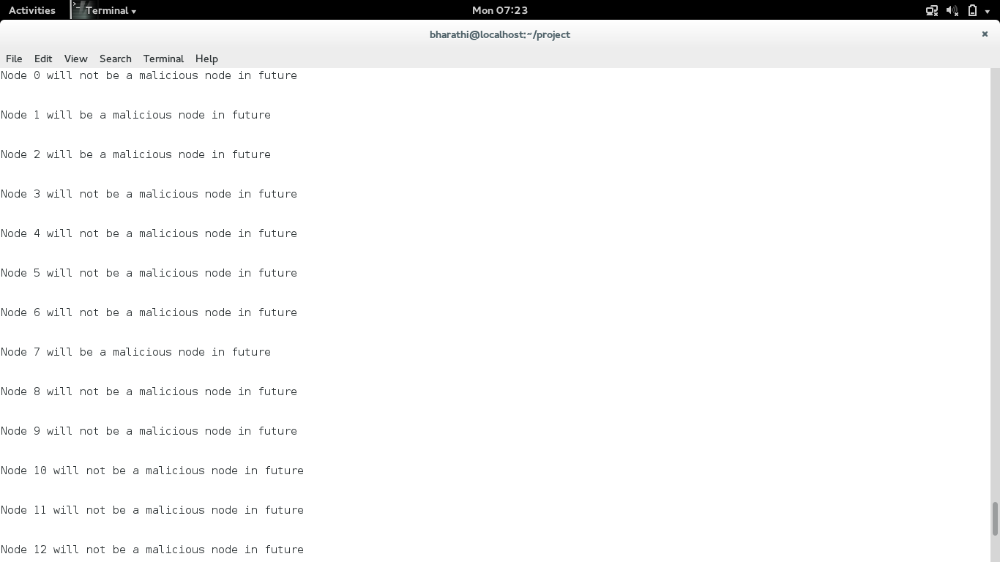 Activities Terminal Mon 07:23
bharathi@localhost:~/project
File Edit View Search Terminal Help
Node 0 will not be a malicious node in future
Node 1 will be a malicious node in future
Node 2 will be a malicious node in future
Node 3 will not be a malicious node in future
Node 4 will not be a malicious node in future
Node 5 will not be a malicious node in future
Node 6 will not be a malicious node in future
Node 7 will be a malicious node in future
Node 8 will not be a malicious node in future
Node 9 will not be a malicious node in future
Node 10 will not be a malicious node in future
Node 11 will not be a malicious node in future
Node 12 will not be a malicious node in future